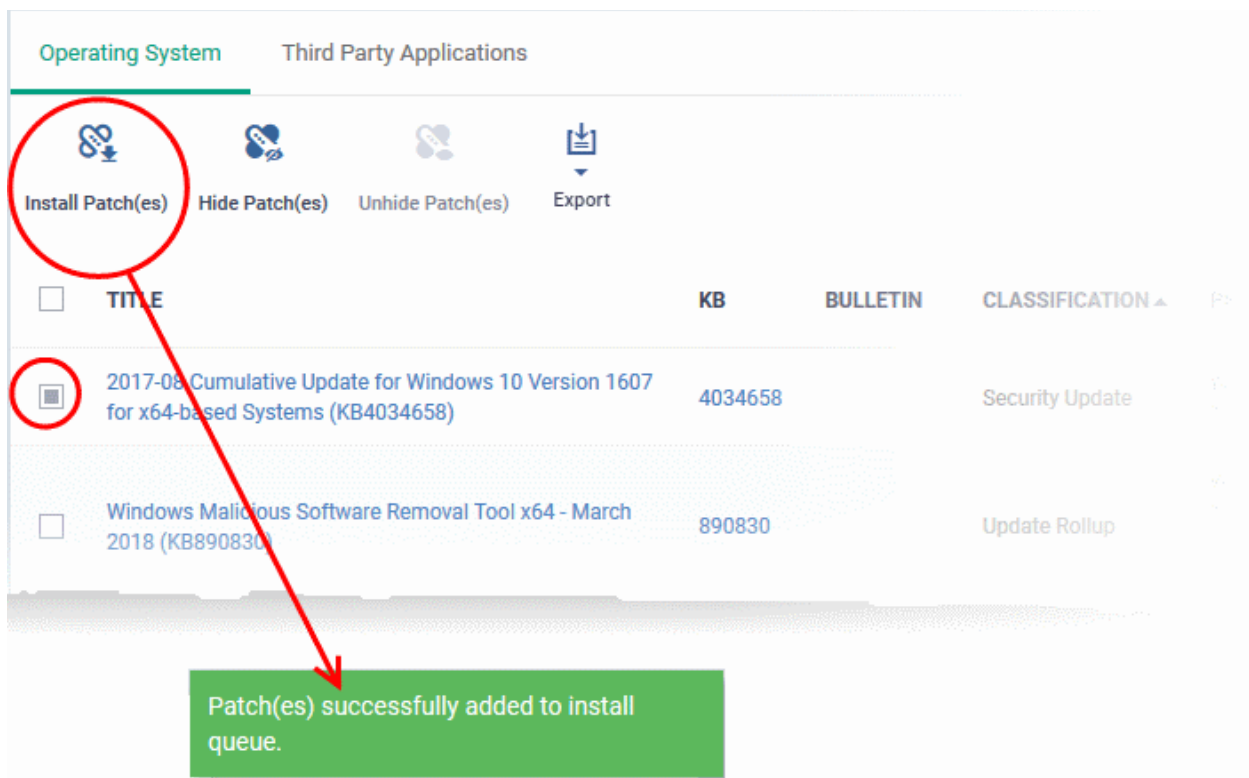 Operating System
Third Party Applications
Install Patch(es)
Hide Patch(es)
Unhide Patch(es)
Export
TITLE
KB
BULLETIN
CLASSIFICATION
2017-08 Cumulative Update for Windows 10 Version 1607
for x64-based Systems (KB4034658)
4034658
Security Update
Windows Malicious Software Removal Tool x64 - March
2018 (KB890830)
890830
Update Rollup
Patch(es) successfully added to install
queue.